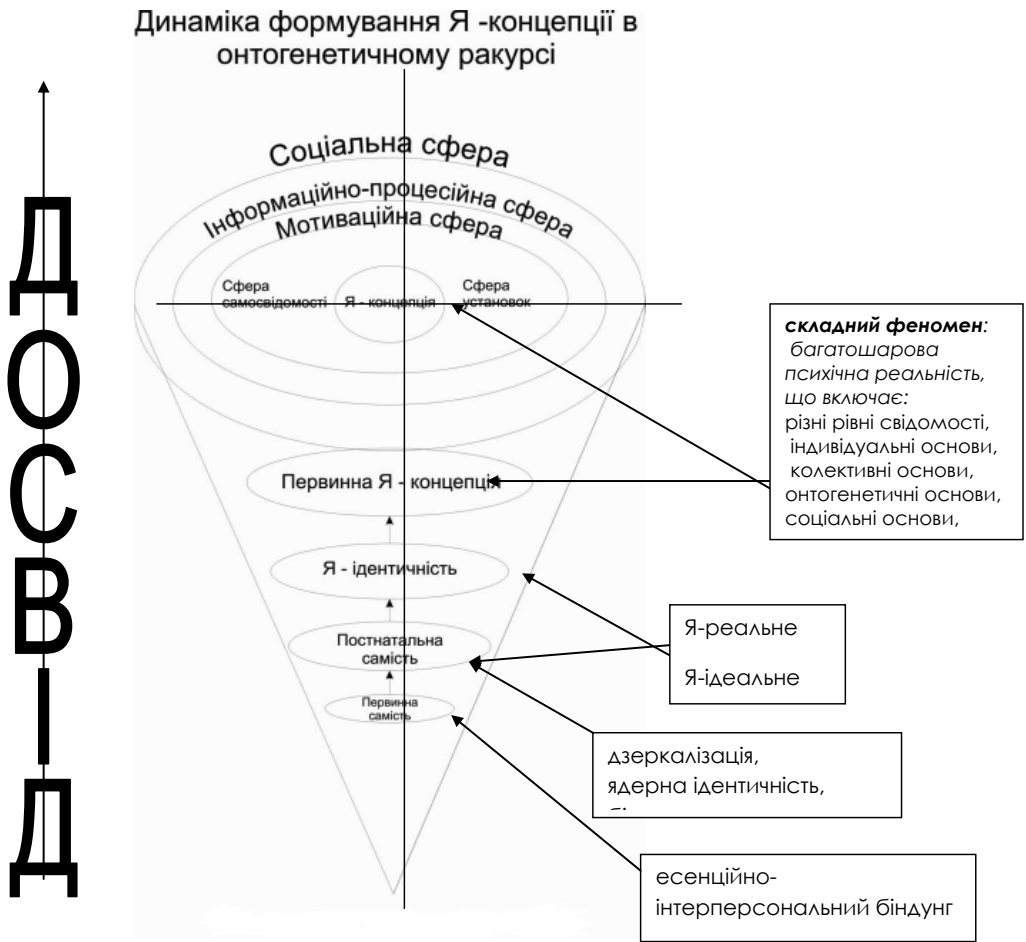 Динаміка формування Я -концепції в
онтогенетичному ракурсі
ДОСВІД
Соціальна сфера
Інформаційно-процесійна сфера
Мотиваційна сфера
Сфера
самосвідомості
Я - концепція
Сфера
установок
складний феномен:
багатошарова
психічна реальність,
що включає:
різні рівні свідомості,
індивідуальні основи,
колективні основи,
онтогенетичні основи,
соціальні основи,
Первинна Я - концепція
Я - ідентичність
Я-реальне
Я-ідеальне
Постнатальна
самість
Первинна
самість
дзеркалізація,
ядерна ідентичність,
есенційно-
інтерперсональний біндунг